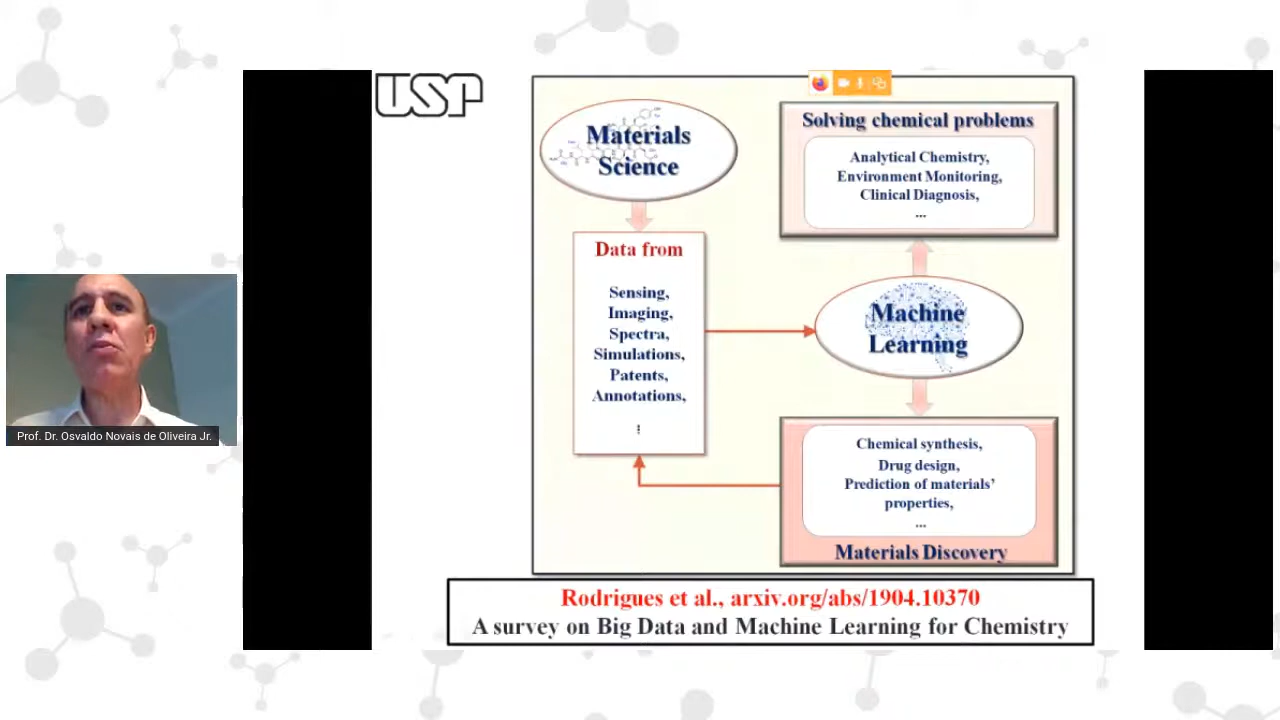 USP
Materials
Science
Data from
Sensing,
Imaging,
Spectra,
Simulations,
Patents,
Annotations,
⋮
Solving chemical problems
Analytical Chemistry,
Environment Monitoring,
Clinical Diagnosis,
...
Machine
Learning
Chemical synthesis,
Drug design,
Prediction of materials’
properties,
...
Materials Discovery
Prof. Dr. Osvaldo Novais de Oliveira Jr.
Rodrigues et al., arxiv.org/abs/1904.10370
A survey on Big Data and Machine Learning for Chemistry